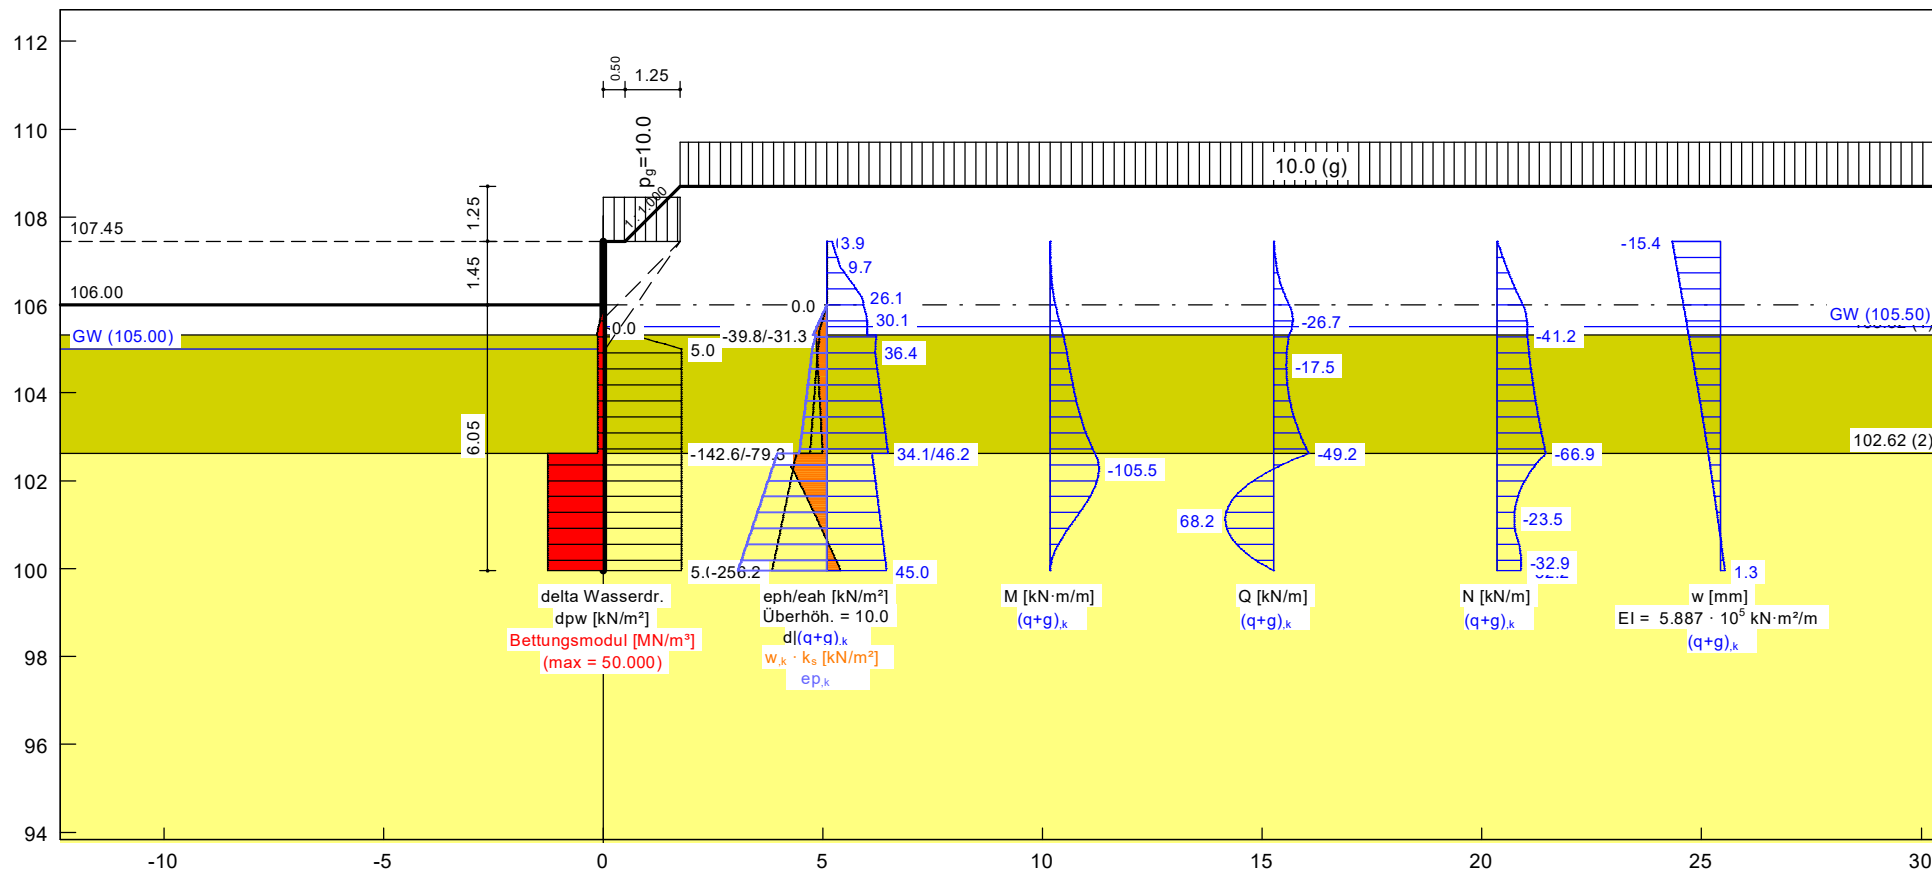 112
110
108
106
104
102
100
98
96
94
-10
-5
0
5
10
15
20
25
30
0.50
1.25
pg=10.0
1 : 1.000
10.0 (g)
1.25
1.45
6.05
107.45
106.00
GW (105.00)
GW (105.50)
102.62 (2)
0.0
5.0
0.0
-39.8/-31.3
-142.6/-79.3
-256.2
3.9
9.7
26.1
30.1
36.4
34.1/46.2
45.0
-105.5
-26.7
-17.5
-49.2
68.2
-41.2
-66.9
-23.5
-32.9
-15.4
1.3
delta Wasserdr.
dpw [kN/m²]
Bettungsmodul [MN/m³]
(max = 50.000)
eph/eah [kN/m²]
Überhöh. = 10.0
(q+g),k
w,k · ks [kN/m²]
ep,k
M [kN·m/m]
(q+g),k
Q [kN/m]
(q+g),k
N [kN/m]
(q+g),k
w [mm]
EI = 5.887 · 10⁵ kN·m²/m
(q+g),k